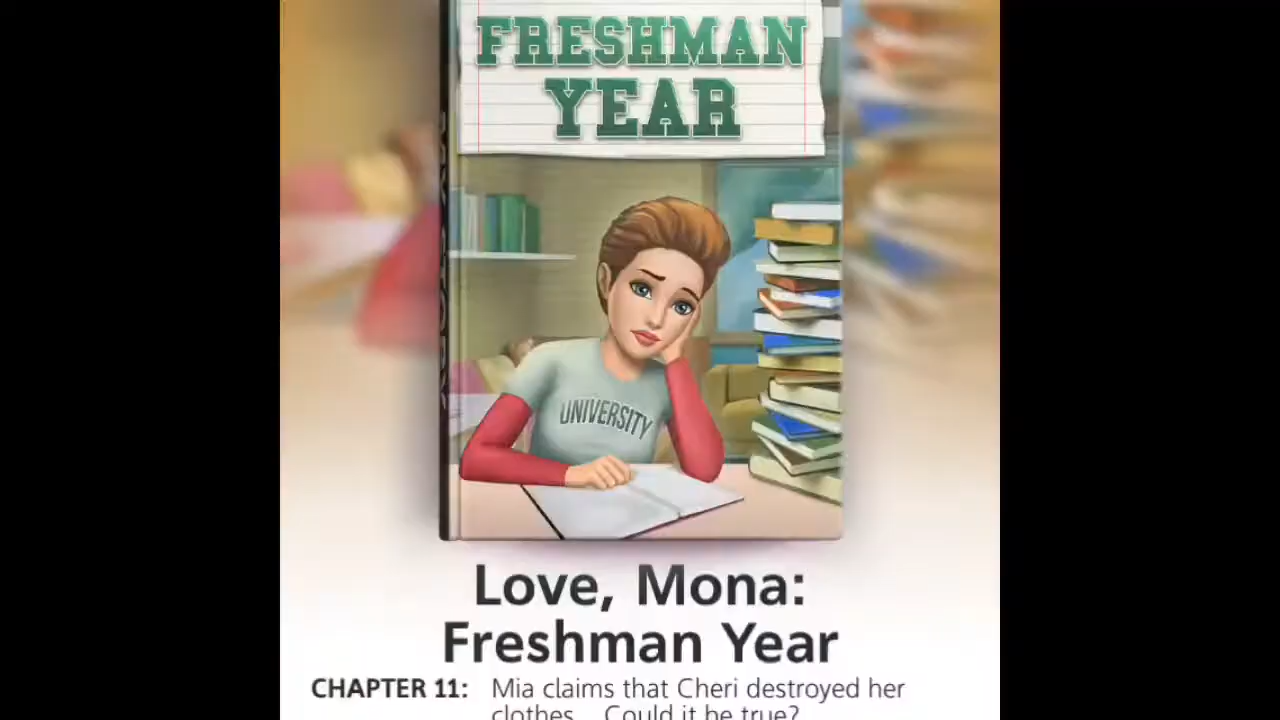 FRESHMAN
YEAR
UNIVERSITY
Love, Mona:
Freshman Year
CHAPTER 11: Mia claims that Cheri destroyed her
clothes... Could it be true?